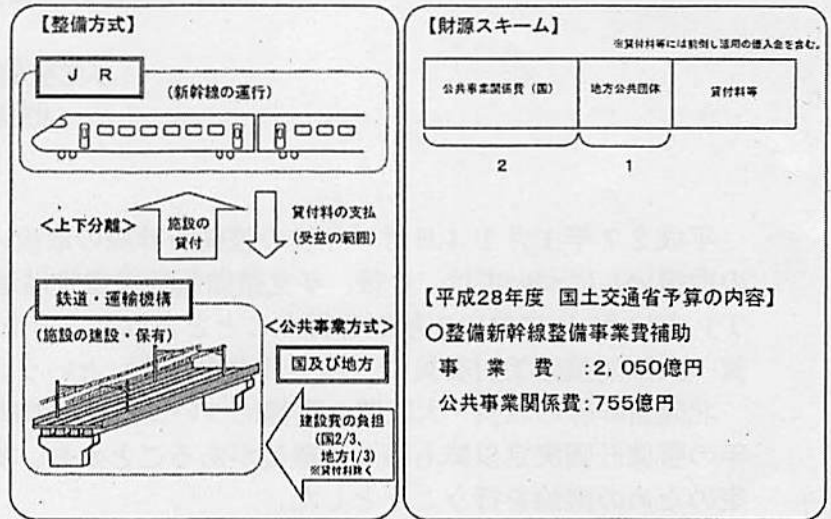 【整備方式】
JR
(新幹線の運行)
<上下分離>
施設の
貸付
貸付料の支払
(受益の範囲)
鉄道・運輸機構
(施設の建設・保有)
<公共事業方式>
国及び地方
建設費の負担
(国2/3、
地方1/3)
※貸付料除く
【財源スキーム】
※貸付料等には前倒し活用の借入金を含む。
公共事業関係費(国)
地方公共団体
貸付料等
2
1
【平成28年度 国土交通省予算の内容】
○整備新幹線整備事業費補助
事業費:2,050億円
公共事業関係費:755億円